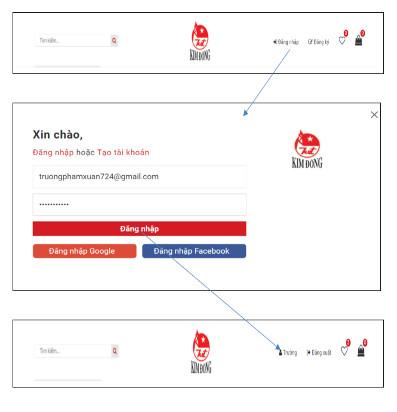 Tìm kiếm...
KIM ĐỒNG
Đăng nhập Đăng ký 0 0
Xin chào,
Đăng nhập hoặc Tạo tài khoản
KIM ĐỒNG
truongphamxuan724@gmail.com
•••••••••••
Đăng nhập
Đăng nhập Google Đăng nhập Facebook
Tìm kiếm...
KIM ĐỒNG
Trường Đăng xuất 0 0